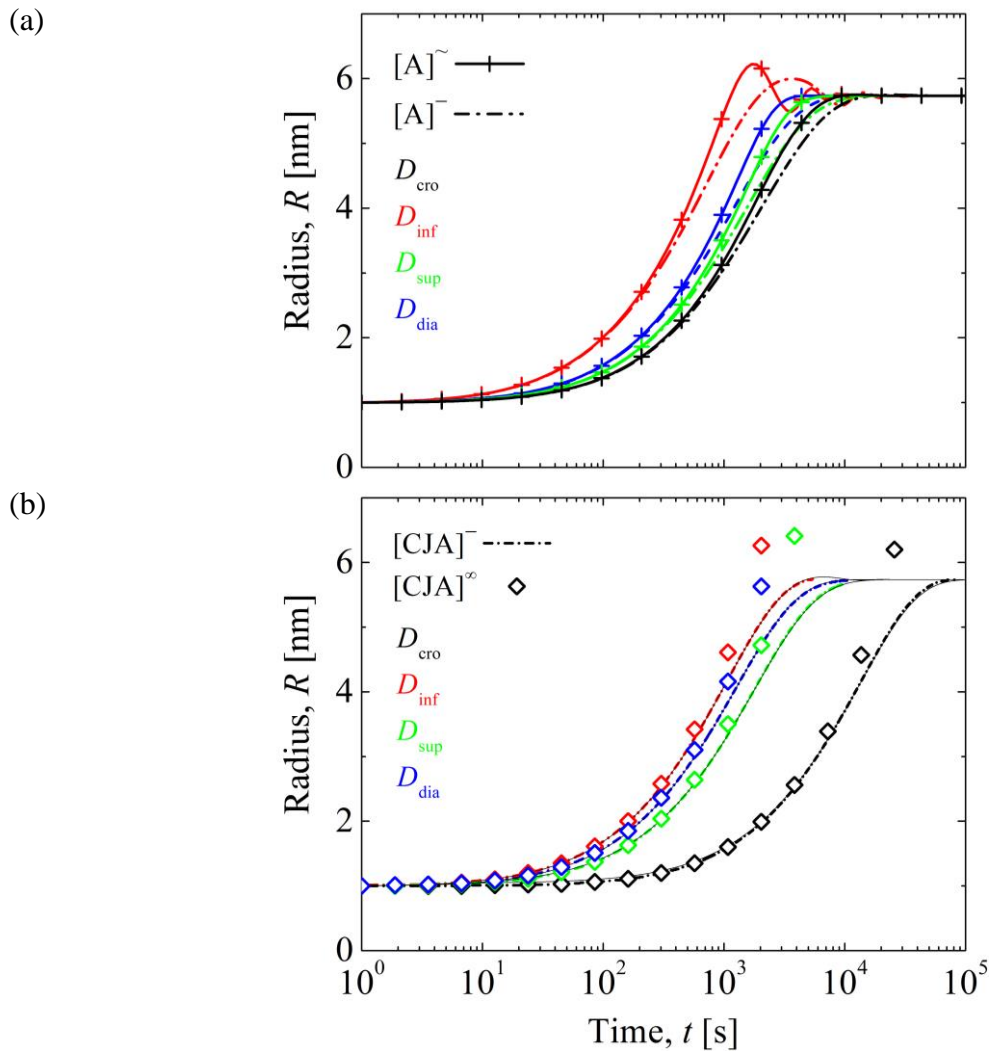 (a)
[A]~
[A]−
D_cro
D_inf
D_sup
D_dia
Radius, R [nm]
6
4
2
0
(b)
[CJA]−
[CJA]∞
D_cro
D_inf
D_sup
D_dia
Radius, R [nm]
6
4
2
0
10⁰ 10¹ 10² 10³ 10⁴ 10⁵
Time, t [s]